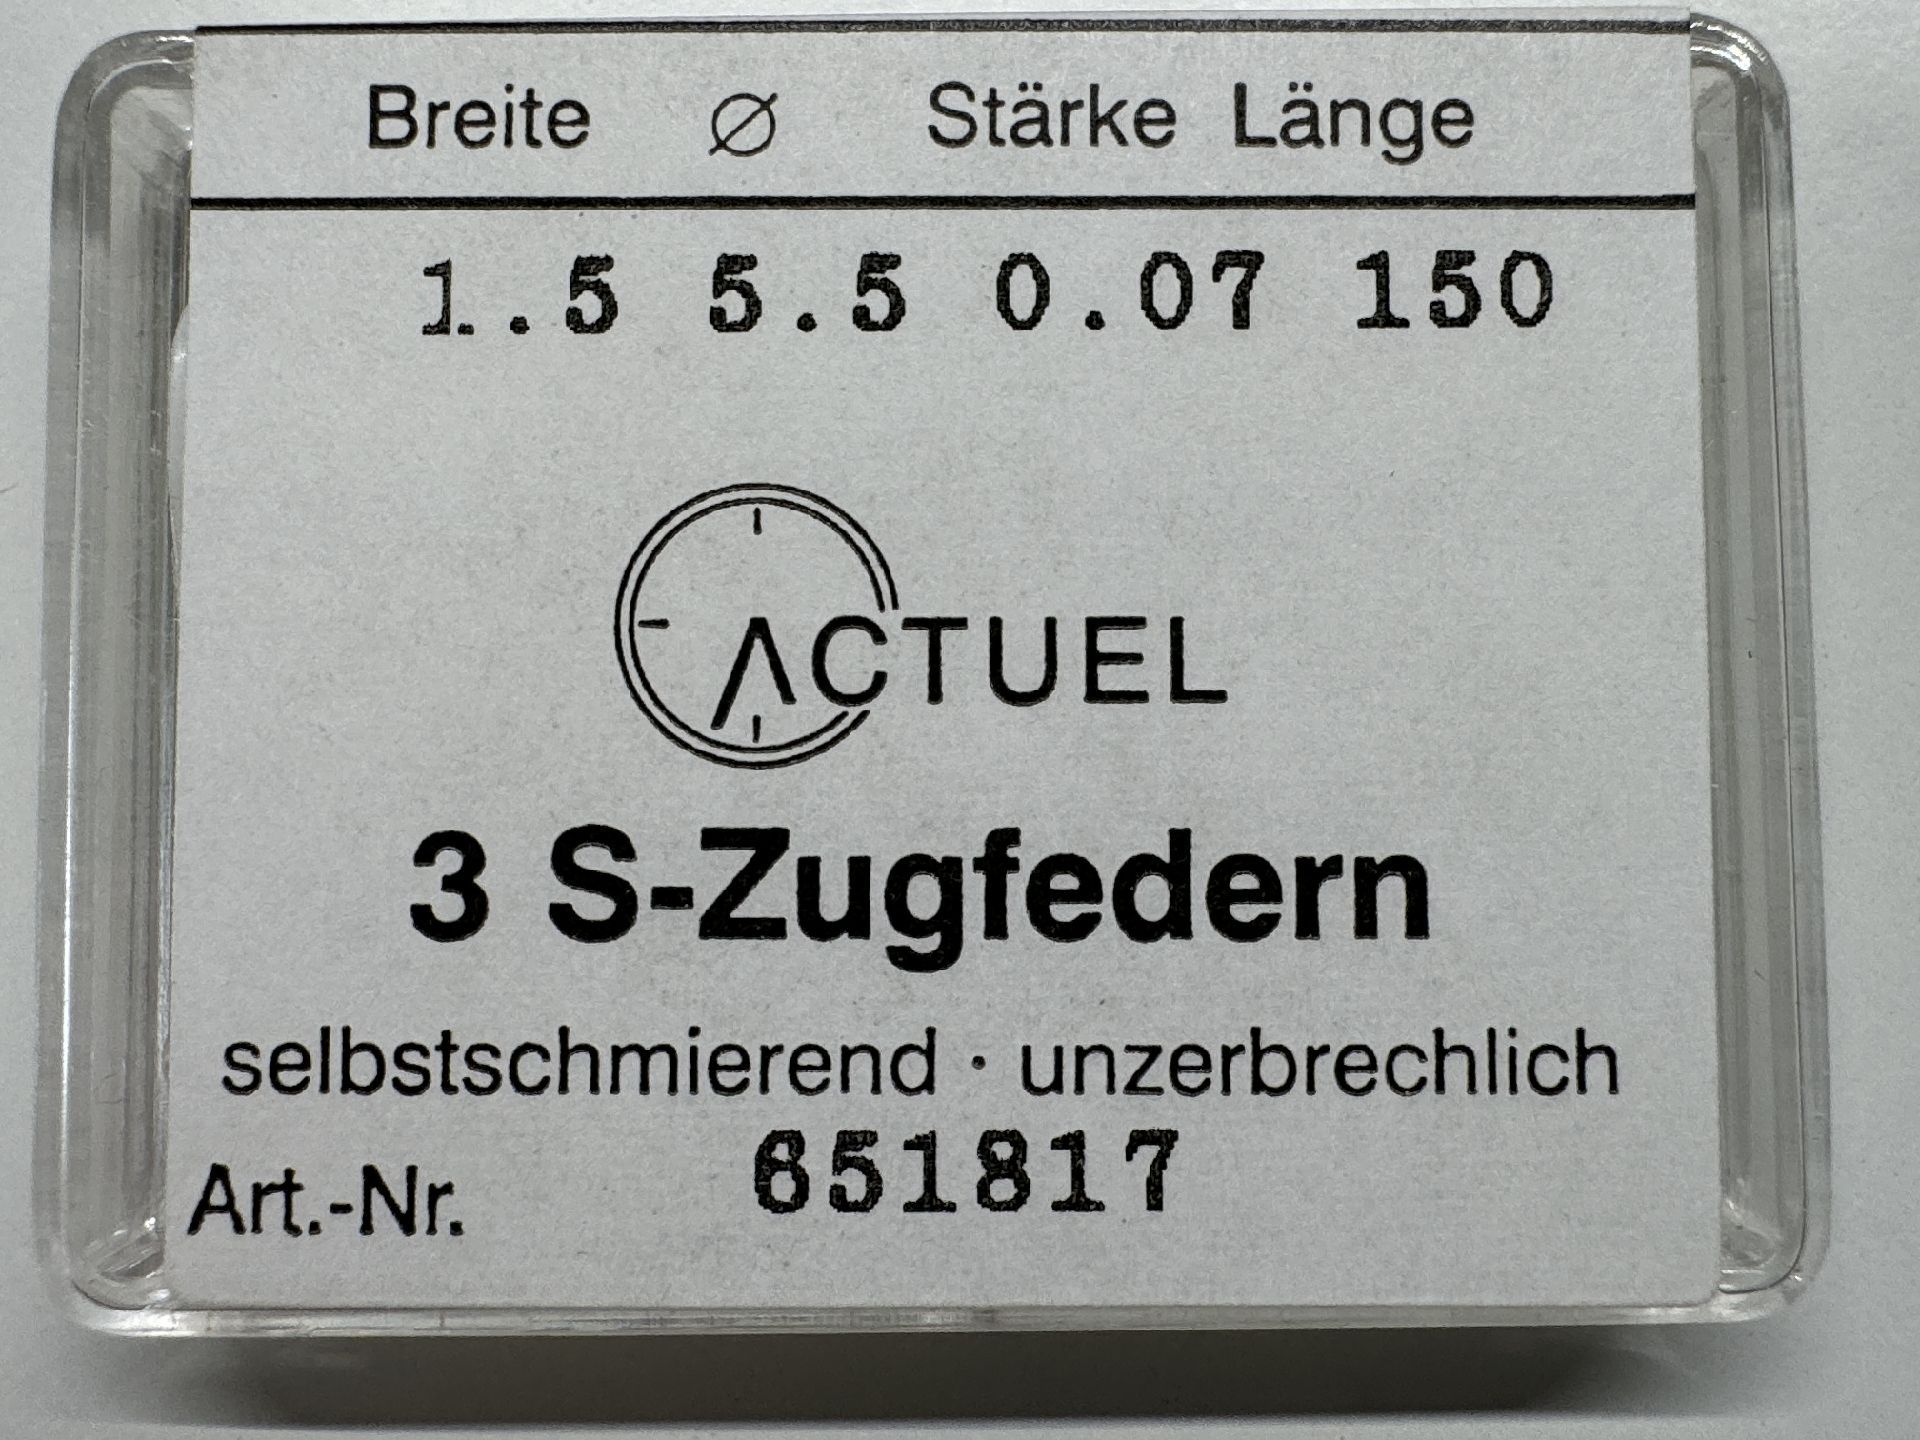 Breite ⌀ Stärke Länge
1.5 5.5 0.07 150
ACTUEL
3 S-Zugfedern
selbstschmierend · unzerbrechlich
Art.-Nr. 651817